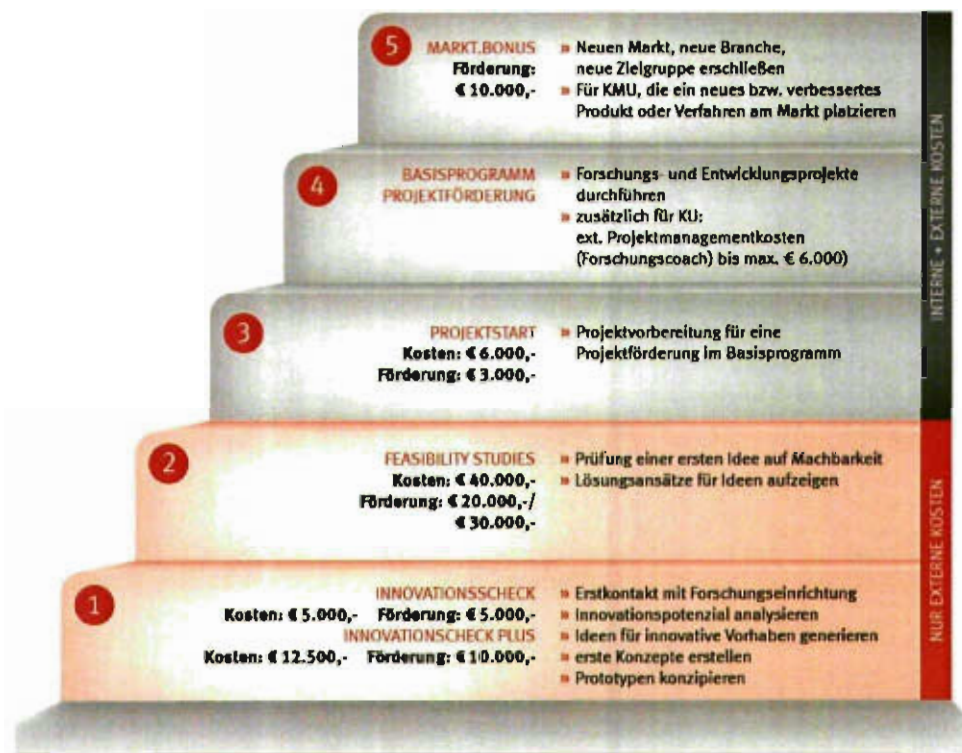 5
MARKT.BONUS
Förderung:
€ 10.000,-
» Neuen Markt, neue Branche,
neue Zielgruppe erschließen
» Für KMU, die ein neues bzw. verbessertes
Produkt oder Verfahren am Markt platzieren
4
BASISPROGRAMM
PROJEKTFÖRDERUNG
» Forschungs- und Entwicklungsprojekte
durchführen
» zusätzlich für KU:
ext. Projektmanagementkosten
(Forschungscoach) bis max. € 6.000)
3
PROJEKTSTART
Kosten: € 6.000,-
Förderung: € 3.000,-
» Projektvorbereitung für eine
Projektförderung im Basisprogramm
INTERNE + EXTERNE KOSTEN
2
FEASIBILITY STUDIES
Kosten: € 40.000,-
Förderung: € 20.000,-/
€ 30.000,-
» Prüfung einer ersten Idee auf Machbarkeit
» Lösungsansätze für Ideen aufzeigen
1
INNOVATIONSSCHECK
Kosten: € 5.000,- Förderung: € 5.000,-
INNOVATIONSCHECK PLUS
Kosten: € 12.500,- Förderung: € 10.000,-
» Erstkontakt mit Forschungseinrichtung
» Innovationspotenzial analysieren
» Ideen für innovative Vorhaben generieren
» erste Konzepte erstellen
» Prototypen konzipieren
NUR EXTERNE KOSTEN